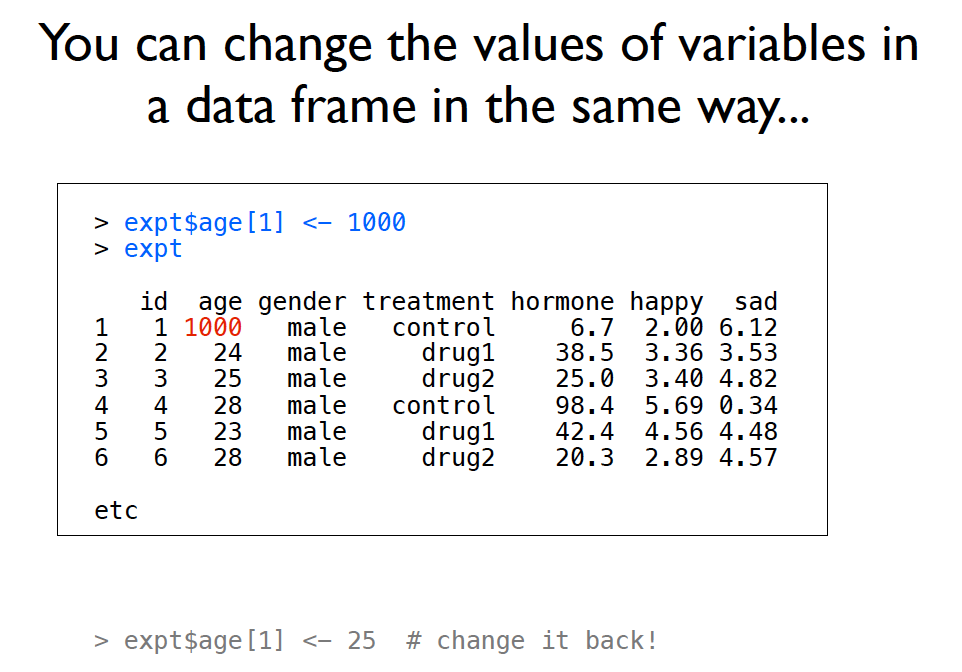 You can change the values of variables in
a data frame in the same way...
> expt$age[1] <- 1000
> expt
id age gender treatment hormone happy sad
1 1 1000 male control 6.7 2.00 6.12
2 2 24 male drug1 38.5 3.36 3.53
3 3 25 male drug2 25.0 3.40 4.82
4 4 28 male control 98.4 5.69 0.34
5 5 23 male drug1 42.4 4.56 4.48
6 6 28 male drug2 20.3 2.89 4.57
etc
> expt$age[1] <- 25 # change it back!